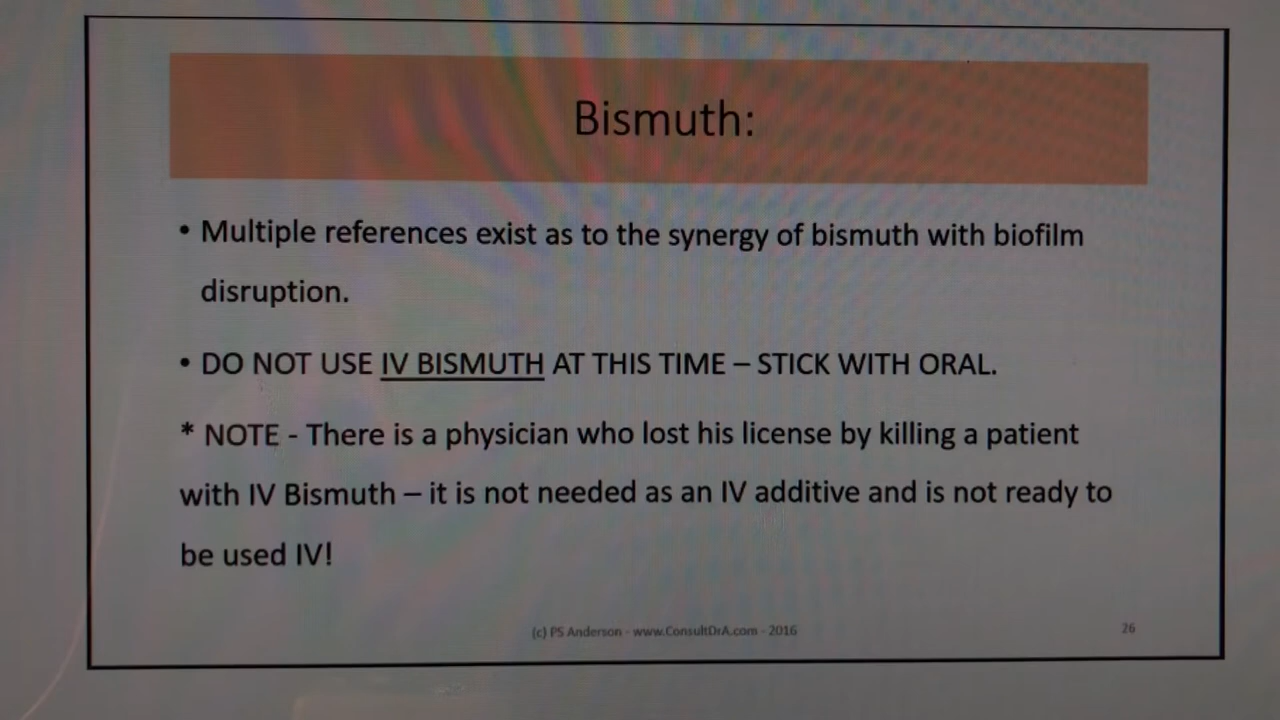 Bismuth:
• Multiple references exist as to the synergy of bismuth with biofilm
disruption.
• DO NOT USE IV BISMUTH AT THIS TIME – STICK WITH ORAL.
* NOTE - There is a physician who lost his license by killing a patient
with IV Bismuth – it is not needed as an IV additive and is not ready to
be used IV!
(c) PS Anderson - www.ConsultDrA.com - 2016
26